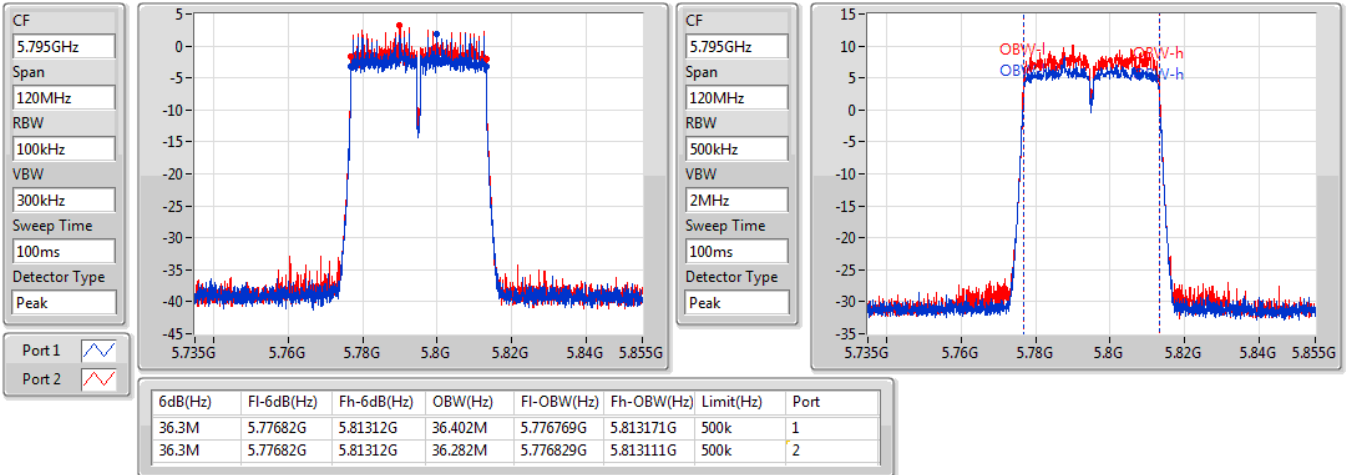 CF
5.795GHz
Span
120MHz
RBW
100kHz
VBW
300kHz
Sweep Time
100ms
Detector Type
Peak
Port 1
Port 2
5
0
-5
-10
-15
-20
-25
-30
-35
-40
-45
5.735G 5.76G 5.78G 5.8G 5.82G 5.84G 5.855G
CF
5.795GHz
Span
120MHz
RBW
500kHz
VBW
2MHz
Sweep Time
100ms
Detector Type
Peak
15
10
5
0
-5
-10
-15
-20
-25
-30
-35
OBW-l OBW-h
OBW W-h
5.735G 5.76G 5.78G 5.8G 5.82G 5.84G 5.855G
6dB(Hz) Fl-6dB(Hz) Fh-6dB(Hz) OBW(Hz) Fl-OBW(Hz) Fh-OBW(Hz) Limit(Hz) Port
36.3M 5.77682G 5.81312G 36.402M 5.776769G 5.813171G 500k 1
36.3M 5.77682G 5.81312G 36.282M 5.776829G 5.813111G 500k 2